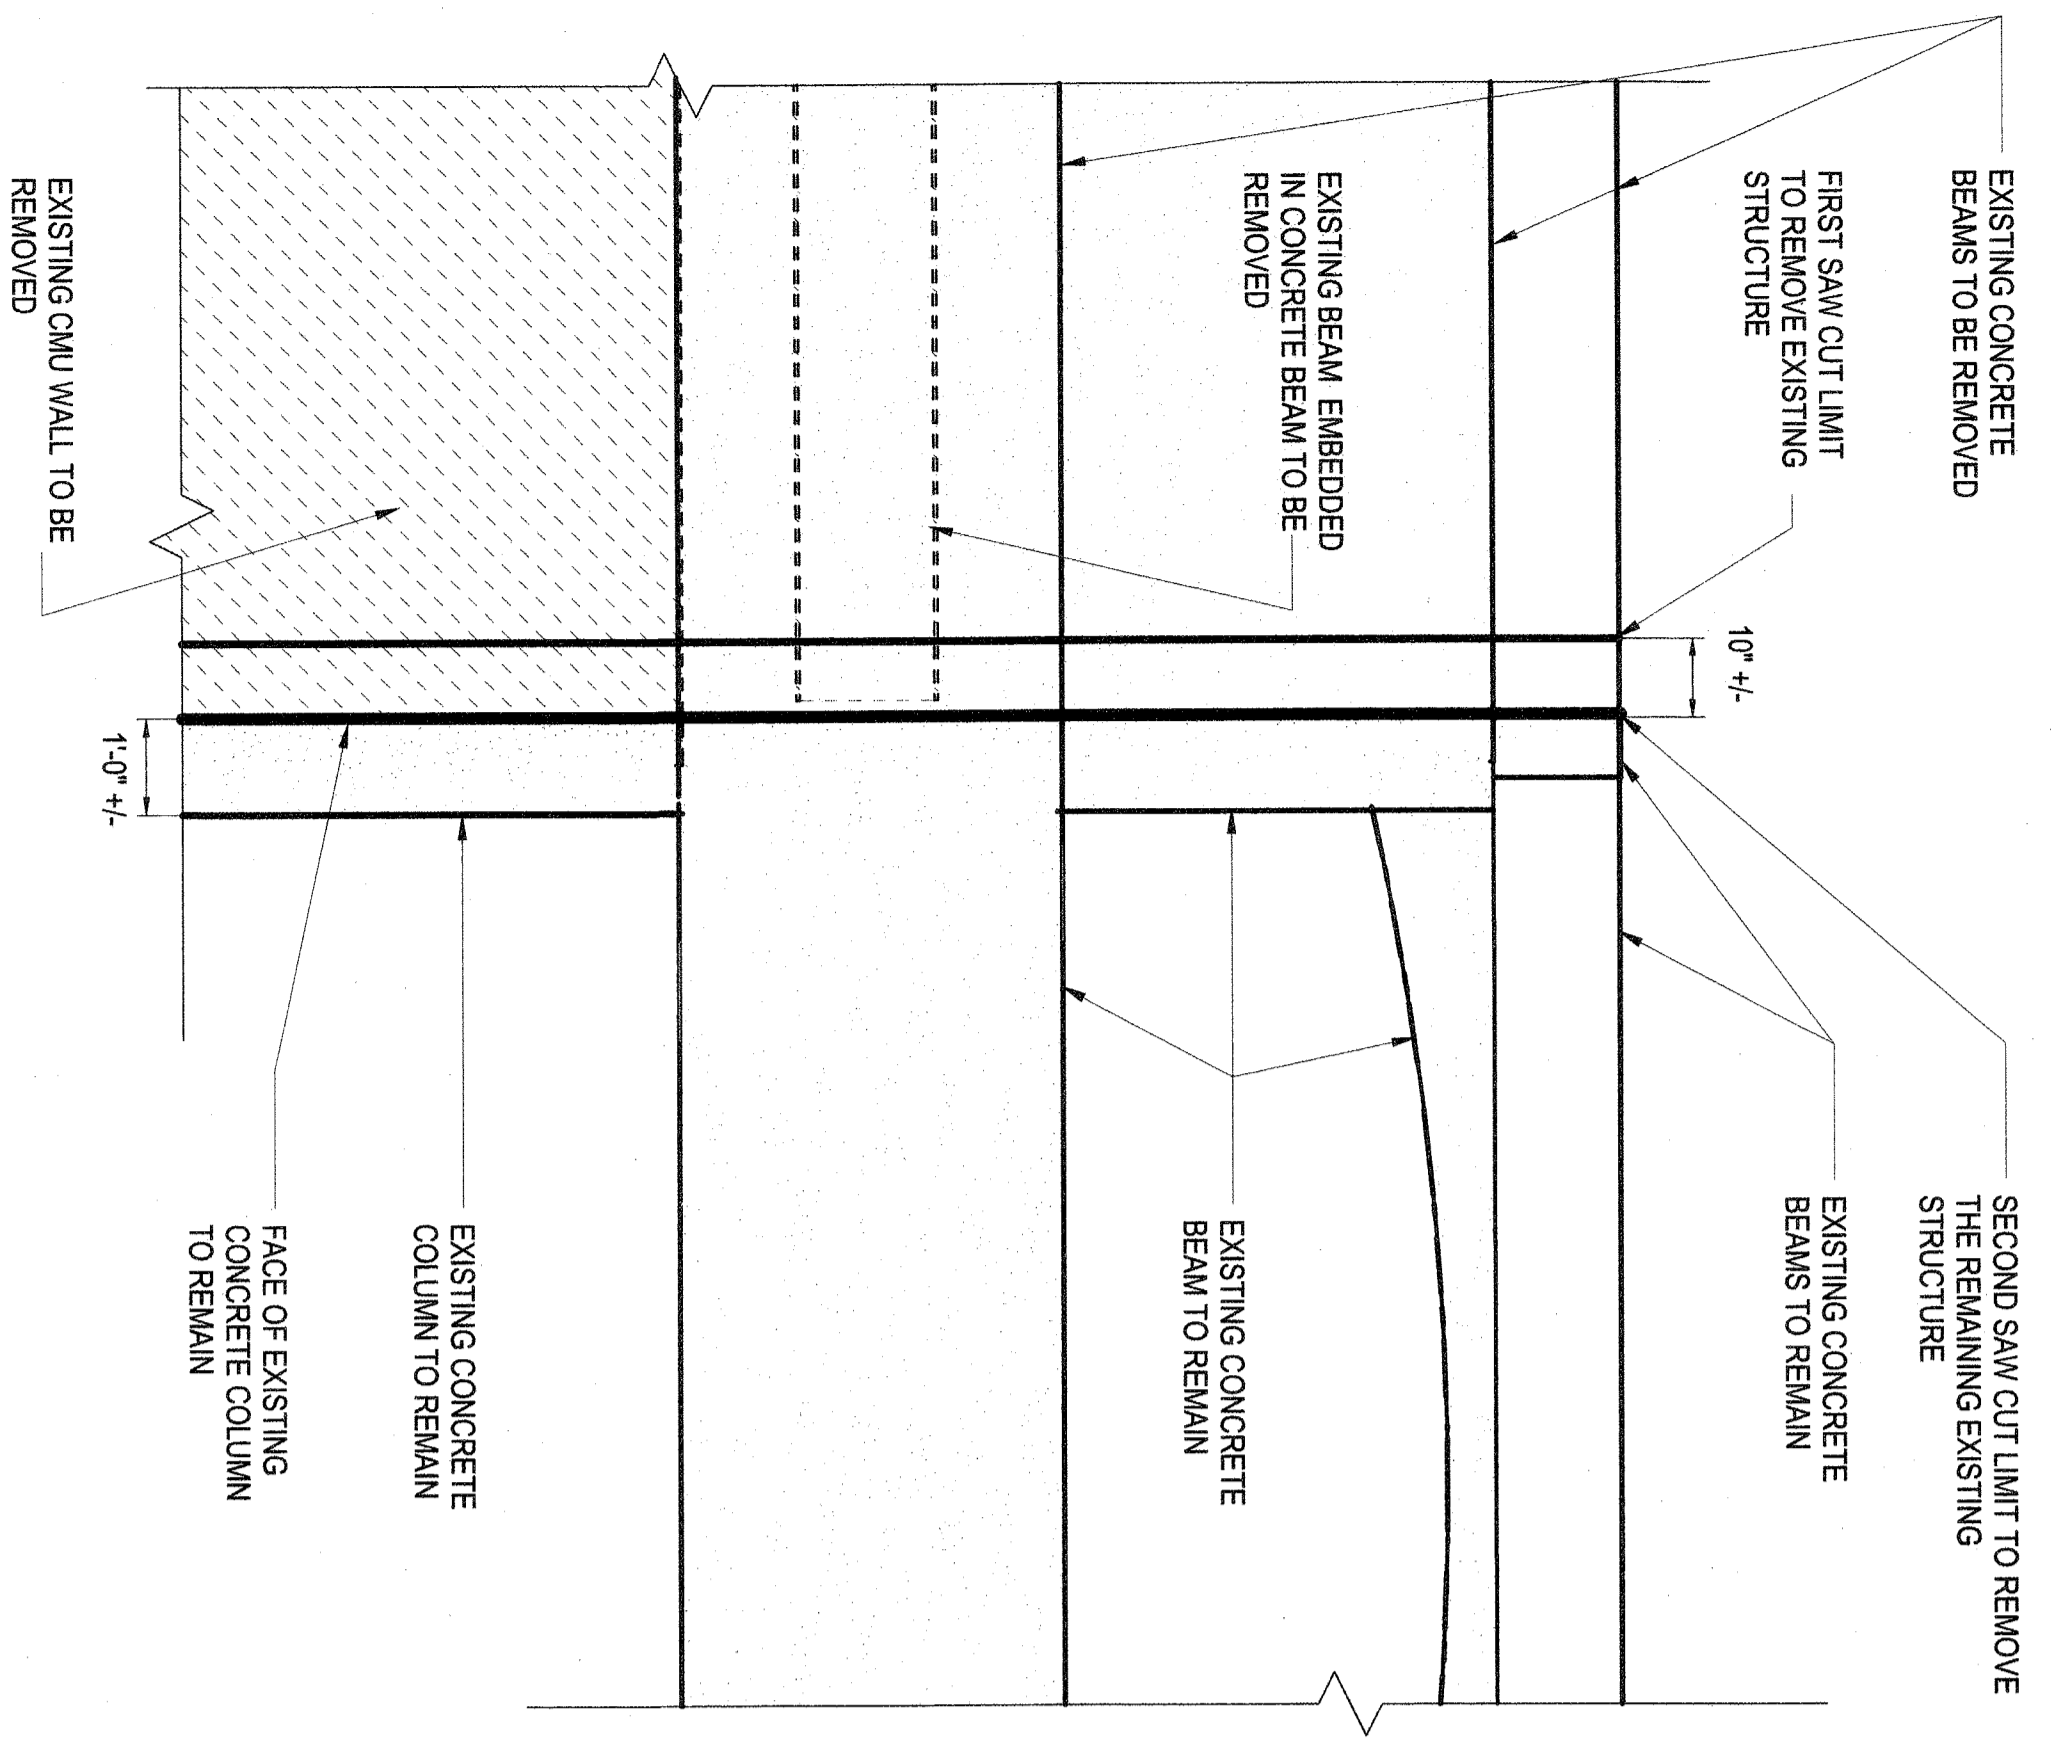 EXISTING CONCRETE
BEAMS TO BE REMOVED
FIRST SAW CUT LIMIT
TO REMOVE EXISTING
STRUCTURE
10" +/-
EXISTING BEAM EMBEDDED
IN CONCRETE BEAM TO BE
REMOVED
EXISTING CMU WALL TO BE
REMOVED
1'-0" +/-
SECOND SAW CUT LIMIT TO REMOVE
THE REMAINING EXISTING
STRUCTURE
EXISTING CONCRETE
BEAMS TO REMAIN
EXISTING CONCRETE
BEAM TO REMAIN
EXISTING CONCRETE
COLUMN TO REMAIN
FACE OF EXISTING
CONCRETE COLUMN
TO REMAIN